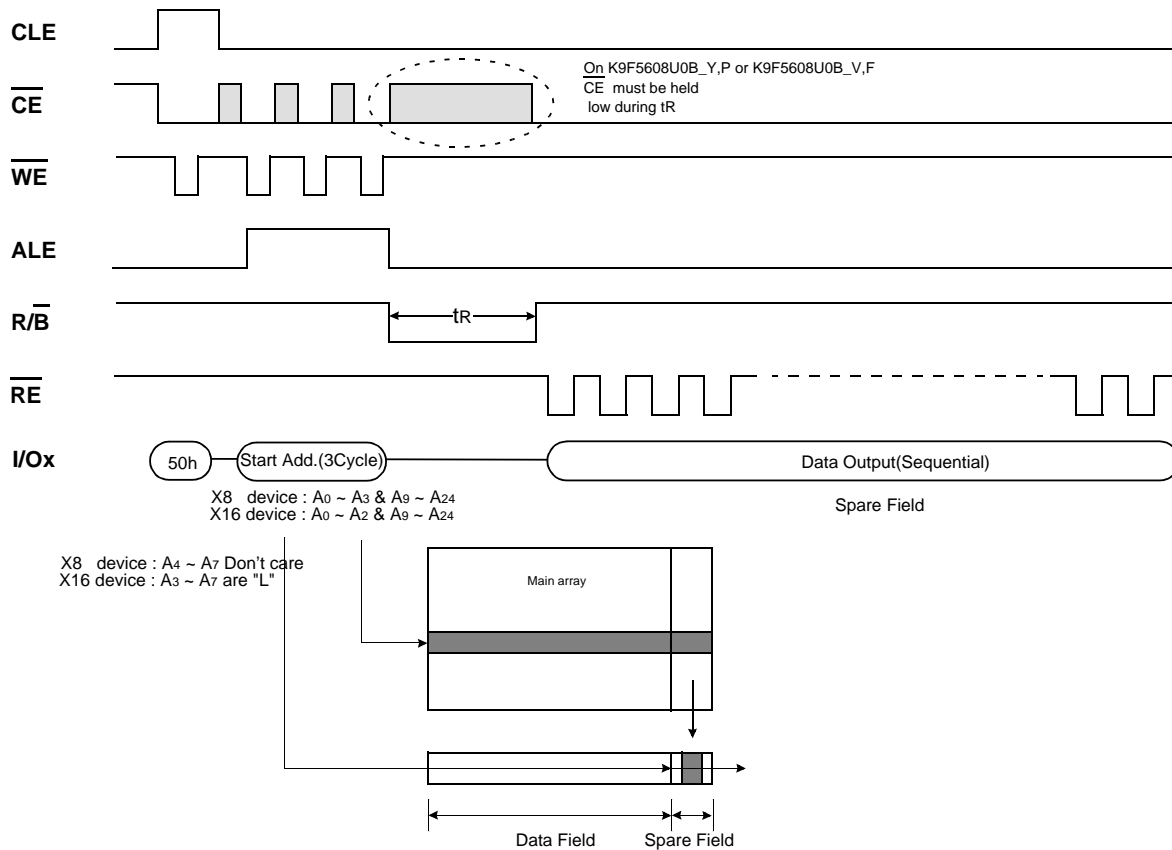 CLE
On K9F5608U0B_Y,P or K9F5608U0B_V,F
CE must be held
low during tR
CE
WE
ALE
R/B
tR
RE
I/Ox
50h
Start Add.(3Cycle)
Data Output(Sequential)
X8 device : A0 ~ A3 & A9 ~ A24
X16 device : A0 ~ A2 & A9 ~ A24
Spare Field
X8 device : A4 ~ A7 Don't care
X16 device : A3 ~ A7 are "L"
Main array
Data Field
Spare Field